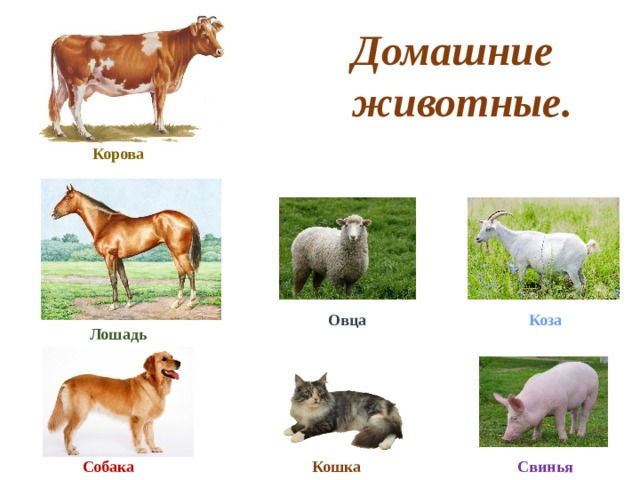 Домашние
животные.
Корова
Лошадь
Овца
Коза
Собака
Кошка
Свинья